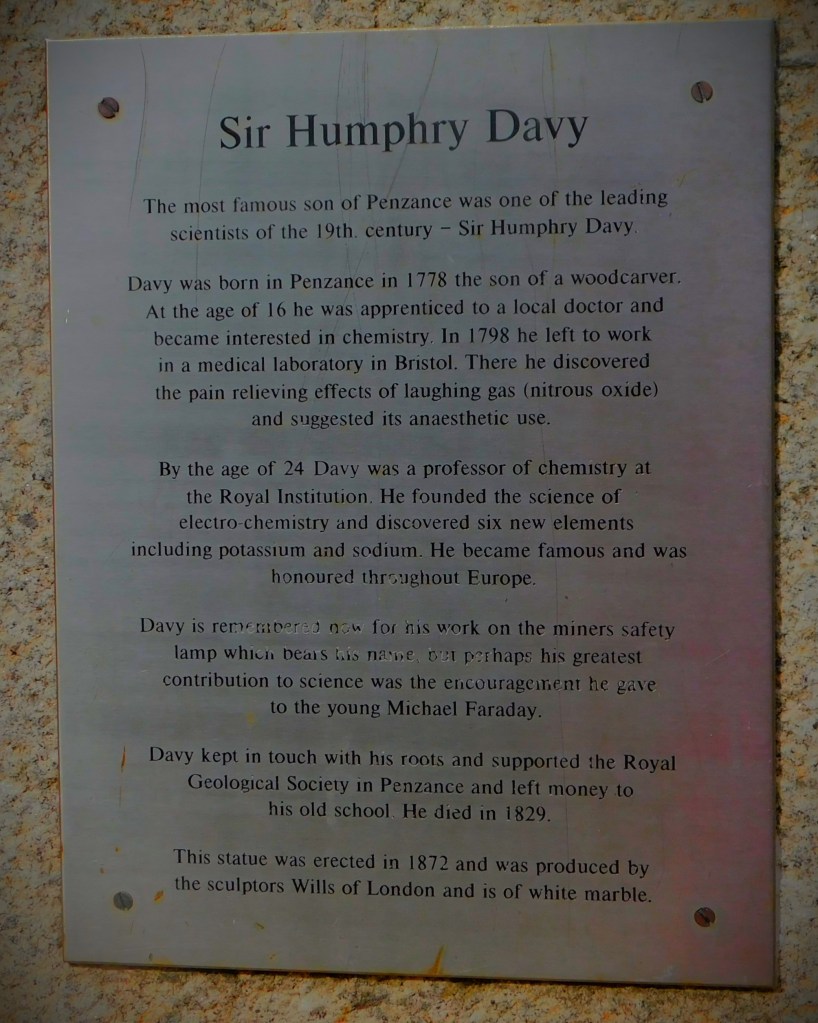 Sir Humphry Davy
The most famous son of Penzance was one of the leading
scientists of the 19th. century – Sir Humphry Davy.
Davy was born in Penzance in 1778 the son of a woodcarver.
At the age of 16 he was apprenticed to a local doctor and
became interested in chemistry. In 1798 he left to work
in a medical laboratory in Bristol. There he discovered
the pain relieving effects of laughing gas (nitrous oxide)
and suggested its anaesthetic use.
By the age of 24 Davy was a professor of chemistry at
the Royal Institution. He founded the science of
electro-chemistry and discovered six new elements
including potassium and sodium. He became famous and was
honoured throughout Europe.
Davy is remembered now for his work on the miners safety
lamp which bears his name, but perhaps his greatest
contribution to science was the encouragement he gave
to the young Michael Faraday.
Davy kept in touch with his roots and supported the Royal
Geological Society in Penzance and left money to
his old school. He died in 1829.
This statue was erected in 1872 and was produced by
the sculptors Wills of London and is of white marble.